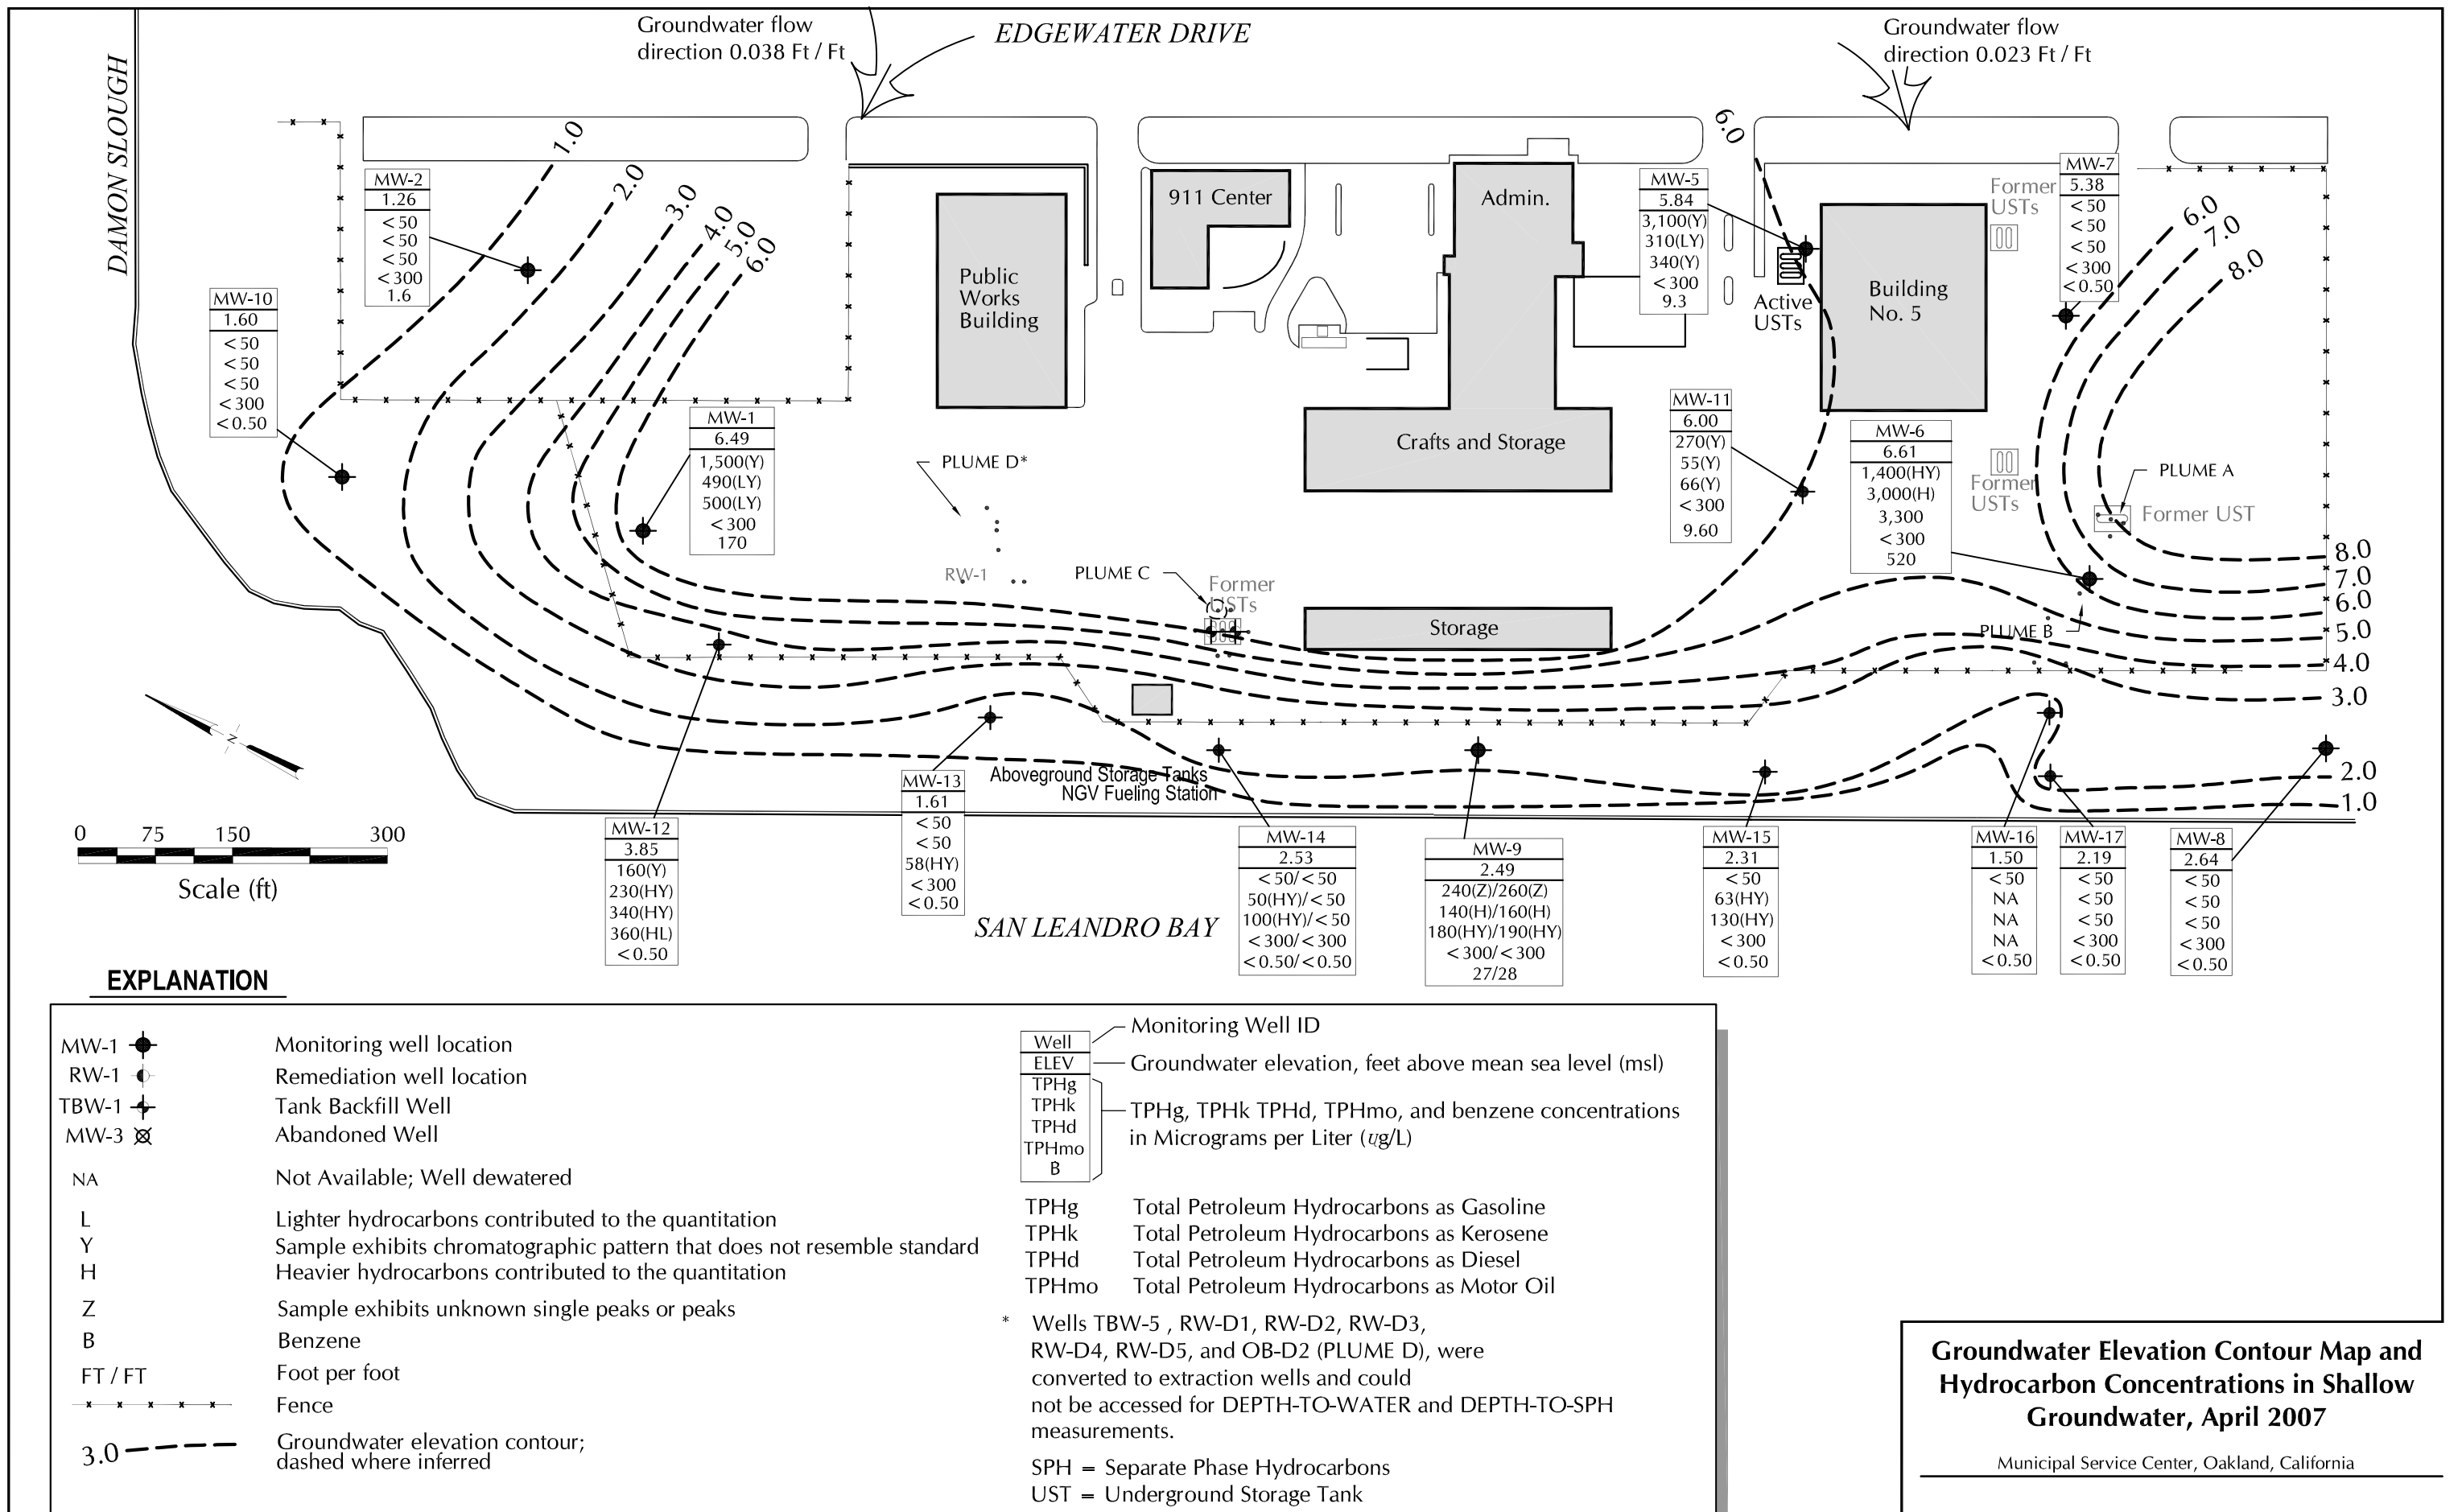 Groundwater flow
direction 0.038 Ft / Ft
EDGEWATER DRIVE
Groundwater flow
direction 0.023 Ft / Ft
DAMON SLOUGH
1.0
2.0
3.0
4.0
5.0
6.0
6.0
6.0
7.0
8.0
MW-2
1.26
<50
<50
<50
<300
1.6
MW-10
1.60
<50
<50
<50
<300
<0.50
MW-1
6.49
1,500(Y)
490(LY)
500(LY)
<300
170
Public
Works
Building
911 Center
Admin.
Crafts and Storage
Storage
MW-5
5.84
3,100(Y)
310(LY)
340(Y)
<300
9.3
Active
USTs
Building
No. 5
Former
USTs
MW-7
5.38
<50
<50
<50
<300
<0.50
MW-11
6.00
270(Y)
55(Y)
66(Y)
<300
9.60
MW-6
6.61
1,400(HY)
3,000(H)
3,300
<300
520
Former
USTs
PLUME A
Former UST
PLUME B
PLUME D*
RW-1
PLUME C
Former
USTs
8.0
7.0
6.0
5.0
4.0
3.0
2.0
1.0
N
Aboveground Storage Tanks
NGV Fueling Station
0 75 150 300
Scale (ft)
MW-12
3.85
160(Y)
230(HY)
340(HY)
360(HL)
<0.50
MW-13
1.61
<50
<50
58(HY)
<300
<0.50
SAN LEANDRO BAY
MW-14
2.53
<50/<50
50(HY)/<50
100(HY)/<50
<300/<300
<0.50/<0.50
MW-9
2.49
240(Z)/260(Z)
140(H)/160(H)
180(HY)/190(HY)
<300/<300
27/28
MW-15
2.31
<50
63(HY)
130(HY)
<300
<0.50
MW-16
1.50
<50
NA
NA
NA
<0.50
MW-17
2.19
<50
<50
<50
<300
<0.50
MW-8
2.64
<50
<50
<50
<300
<0.50
EXPLANATION
MW-1 Monitoring well location
RW-1 Remediation well location
TBW-1 Tank Backfill Well
MW-3 Abandoned Well
NA Not Available; Well dewatered
L Lighter hydrocarbons contributed to the quantitation
Y Sample exhibits chromatographic pattern that does not resemble standard
H Heavier hydrocarbons contributed to the quantitation
Z Sample exhibits unknown single peaks or peaks
B Benzene
FT / FT Foot per foot
Fence
3.0 Groundwater elevation contour;
dashed where inferred
Well
ELEV
TPHg
TPHk
TPHd
TPHmo
B
Monitoring Well ID
Groundwater elevation, feet above mean sea level (msl)
TPHg, TPHk TPHd, TPHmo, and benzene concentrations
in Micrograms per Liter (ug/L)
TPHg Total Petroleum Hydrocarbons as Gasoline
TPHk Total Petroleum Hydrocarbons as Kerosene
TPHd Total Petroleum Hydrocarbons as Diesel
TPHmo Total Petroleum Hydrocarbons as Motor Oil
* Wells TBW-5 , RW-D1, RW-D2, RW-D3,
RW-D4, RW-D5, and OB-D2 (PLUME D), were
converted to extraction wells and could
not be accessed for DEPTH-TO-WATER and DEPTH-TO-SPH
measurements.
SPH = Separate Phase Hydrocarbons
UST = Underground Storage Tank
Groundwater Elevation Contour Map and
Hydrocarbon Concentrations in Shallow
Groundwater, April 2007
Municipal Service Center, Oakland, California